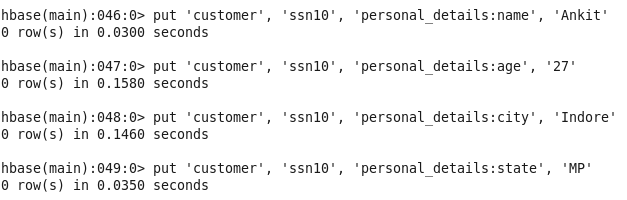 hbase(main):046:0> put 'customer', 'ssn10', 'personal_details:name', 'Ankit'
0 row(s) in 0.0300 seconds
hbase(main):047:0> put 'customer', 'ssn10', 'personal_details:age', '27'
0 row(s) in 0.1580 seconds
hbase(main):048:0> put 'customer', 'ssn10', 'personal_details:city', 'Indore'
0 row(s) in 0.1460 seconds
hbase(main):049:0> put 'customer', 'ssn10', 'personal_details:state', 'MP'
0 row(s) in 0.0350 seconds